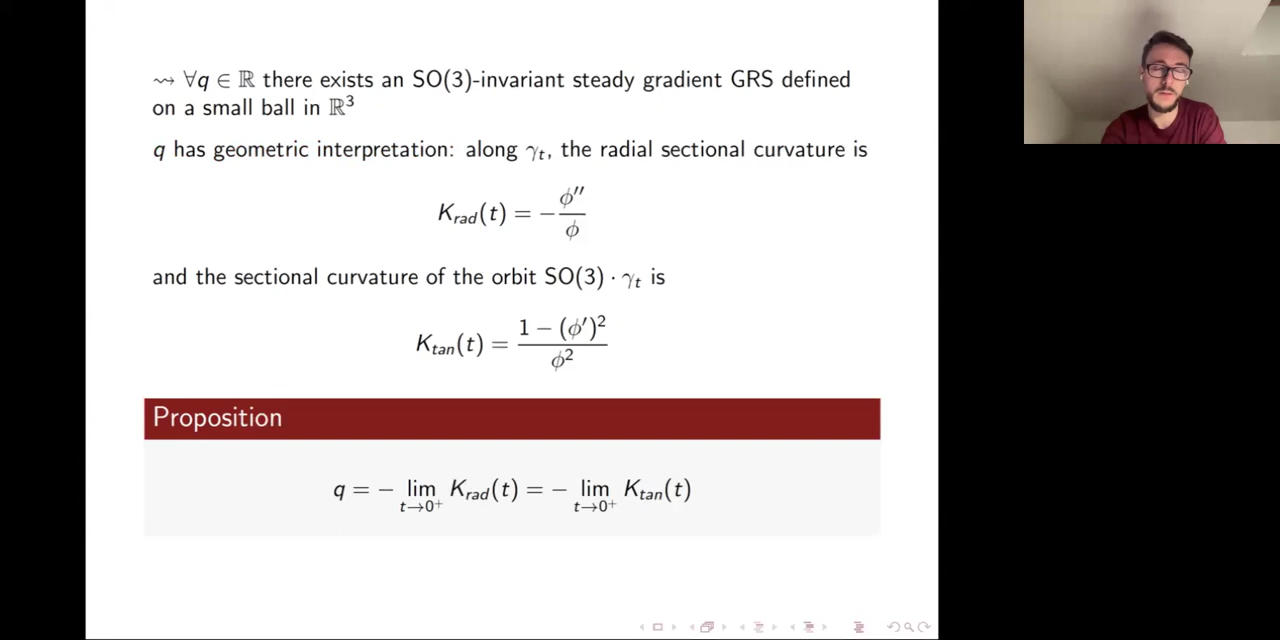 ⇝ ∀q ∈ ℝ there exists an SO(3)-invariant steady gradient GRS defined
on a small ball in ℝ³
q has geometric interpretation: along γₜ, the radial sectional curvature is
K_rad(t) = −ϕ′′/ϕ
and the sectional curvature of the orbit SO(3) · γₜ is
K_tan(t) = (1 − (ϕ′)²)/ϕ²
Proposition
q = − lim_{t→0⁺} K_rad(t) = − lim_{t→0⁺} K_tan(t)